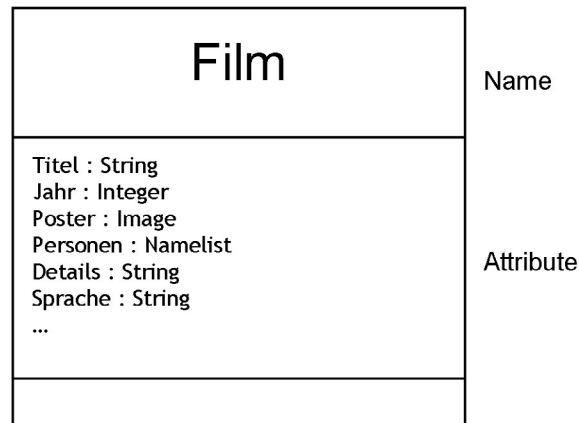 Film
Name
Titel : String
Jahr : Integer
Poster : Image
Personen : Namelist
Details : String
Sprache : String
...
Attribute